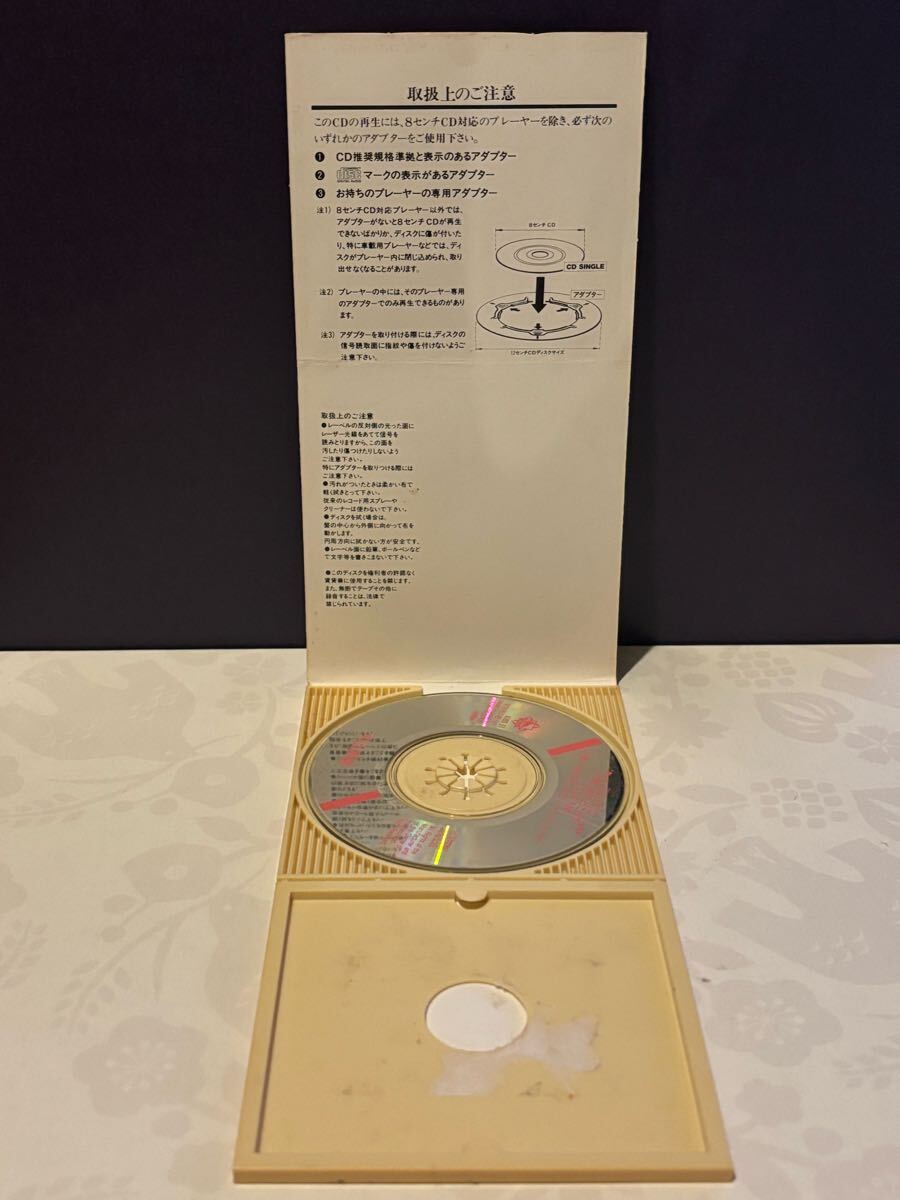 取扱上のご注意
このCDの再生には、8センチCD対応のプレーヤーを除き、必ず次の
いずれかのアダプターをご使用下さい。
❶ CD推奨規格準拠と表示のあるアダプター
❷ disc マークの表示があるアダプター
❸ お持ちのプレーヤーの専用アダプター
注1) 8センチCD対応プレーヤー以外では、
アダプターがないと8センチCDが再生
できないばかりか、ディスクに傷が付いた
り、特に車載用プレーヤーなどでは、ディ
スクがプレーヤー内に閉じ込められ、取り
出せなくなることがあります。
注2) プレーヤーの中には、そのプレーヤー専用
のアダプターでのみ再生できるものがあり
ます。
注3) アダプターを取り付ける際には、ディスクの
信号読取面に指紋や傷を付けないようご
注意下さい。
8センチ CD
CD SINGLE
アダプター
12センチCDディスクサイズ
取扱上のご注意
●レーベルの反対側の光った面に
レーザー光線をあてて信号を
読みとりますから、この面を
汚したり傷つけたりしないよう
ご注意下さい。
特にアダプターを取りつける際には
ご注意下さい。
●汚れがついたときは柔かい布で
軽く拭きとって下さい。
従来のレコード用スプレーや
クリーナーは使わないで下さい。
●ディスクを拭く場合は、
盤の中心から外側に向かって布を
動かします。
円周方向に拭かない方が安全です。
●レーベル面に鉛筆、ボールペンなど
で文字等を書きこまないで下さい。
●このディスクを権利者の許諾なく
賃貸業に使用することを禁じます。
また、無断でテープその他に
録音することは、法律で
禁じられています。